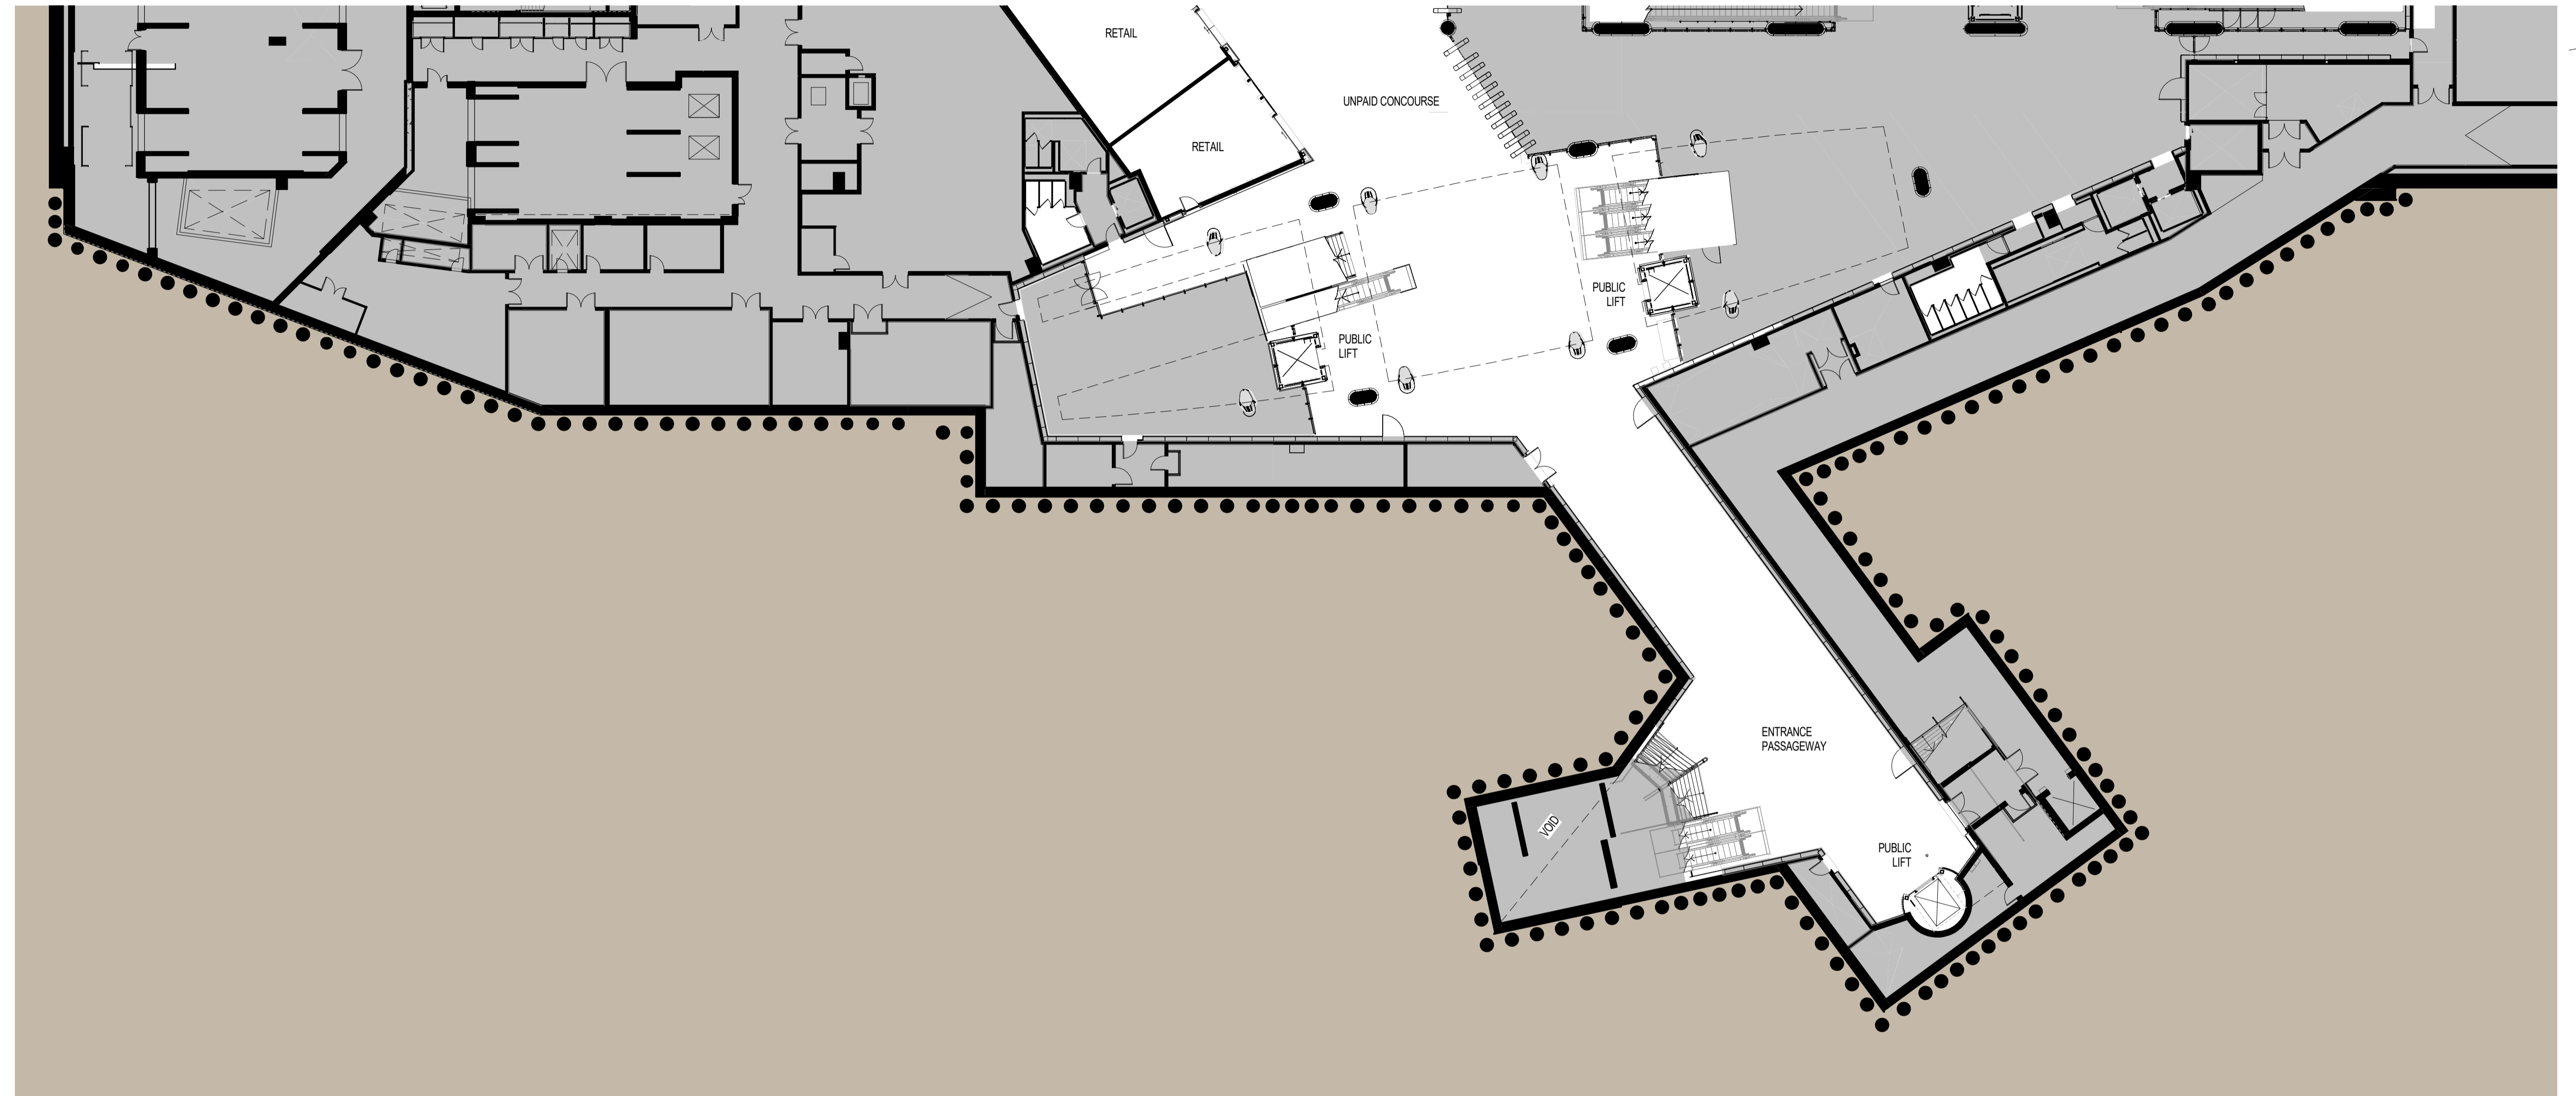 RETAIL
UNPAID CONCOURSE
RETAIL
PUBLIC
LIFT
PUBLIC
LIFT
ENTRANCE
PASSAGEWAY
VOID
PUBLIC
LIFT